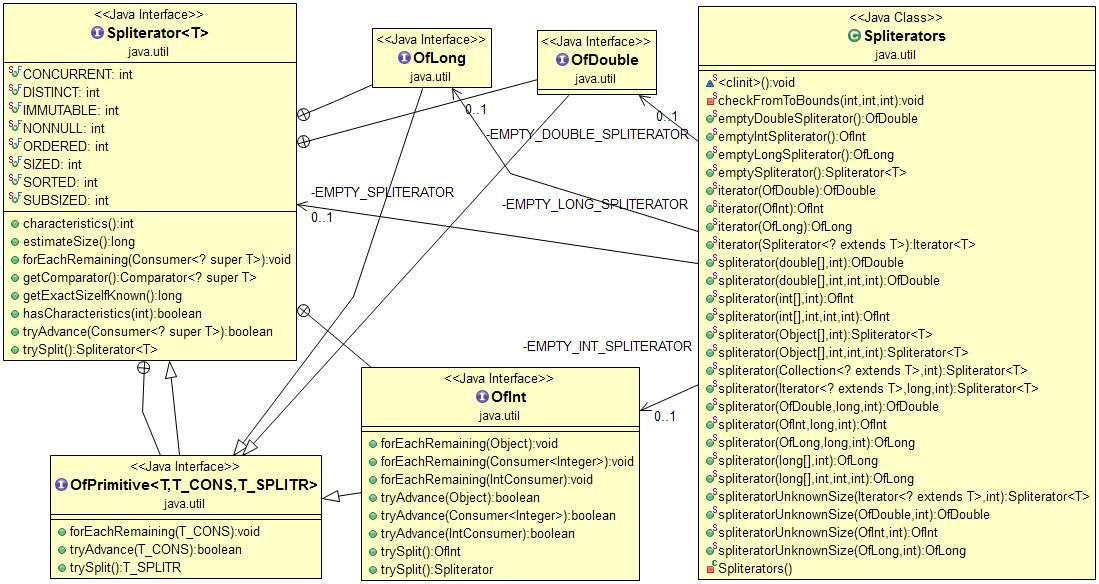 <<Java Interface>>
Spliterator<T>
java.util
CONCURRENT: int
DISTINCT: int
IMMUTABLE: int
NONNULL: int
ORDERED: int
SIZED: int
SORTED: int
SUBSIZED: int
characteristics():int
estimateSize():long
forEachRemaining(Consumer<? super T>):void
getComparator():Comparator<? super T>
getExactSizeIfKnown():long
hasCharacteristics(int):boolean
tryAdvance(Consumer<? super T>):boolean
trySplit():Spliterator<T>
<<Java Interface>>
OfLong
java.util
<<Java Interface>>
OfDouble
java.util
0..1
0..1
-EMPTY_DOUBLE_SPLITERATOR
-EMPTY_SPLITERATOR
0..1
-EMPTY_LONG_SPLITERATOR
-EMPTY_INT_SPLITERATOR
0..1
<<Java Interface>>
OfPrimitive<T,T_CONS,T_SPLITR>
java.util
forEachRemaining(T_CONS):void
tryAdvance(T_CONS):boolean
trySplit():T_SPLITR
<<Java Interface>>
OfInt
java.util
forEachRemaining(Object):void
forEachRemaining(Consumer<Integer>):void
forEachRemaining(IntConsumer):void
tryAdvance(Object):boolean
tryAdvance(Consumer<Integer>):boolean
tryAdvance(IntConsumer):boolean
trySplit():OfInt
trySplit():Spliterator
<<Java Class>>
Spliterators
java.util
<clinit>():void
checkFromToBounds(int,int,int):void
emptyDoubleSpliterator():OfDouble
emptyIntSpliterator():OfInt
emptyLongSpliterator():OfLong
emptySpliterator():Spliterator<T>
iterator(OfDouble):OfDouble
iterator(OfInt):OfInt
iterator(OfLong):OfLong
iterator(Spliterator<? extends T>):Iterator<T>
spliterator(double[],int):OfDouble
spliterator(double[],int,int,int):OfDouble
spliterator(int[],int):OfInt
spliterator(int[],int,int,int):OfInt
spliterator(Object[],int):Spliterator<T>
spliterator(Object[],int,int,int):Spliterator<T>
spliterator(Collection<? extends T>,int):Spliterator<T>
spliterator(Iterator<? extends T>,long,int):Spliterator<T>
spliterator(OfDouble,long,int):OfDouble
spliterator(OfInt,long,int):OfInt
spliterator(OfLong,long,int):OfLong
spliterator(long[],int):OfLong
spliterator(long[],int,int,int):OfLong
spliteratorUnknownSize(Iterator<? extends T>,int):Spliterator<T>
spliteratorUnknownSize(OfDouble,int):OfDouble
spliteratorUnknownSize(OfInt,int):OfInt
spliteratorUnknownSize(OfLong,int):OfLong
Spliterators()